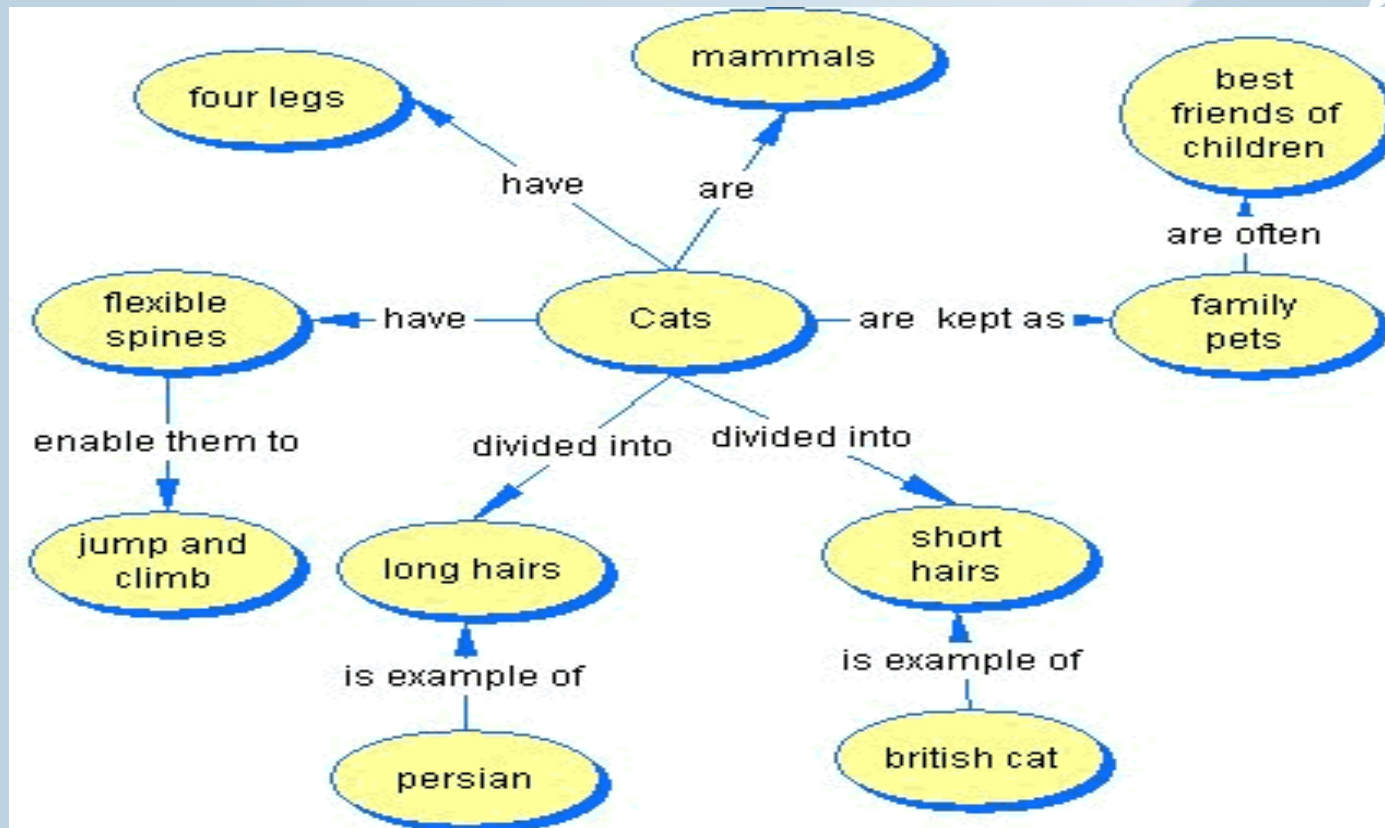 mammals
four legs
best
friends of
children
have
are
are often
flexible
spines
have
Cats
are kept as
family
pets
enable them to
divided into
divided into
jump and
climb
long hairs
short
hairs
is example of
is example of
persian
british cat